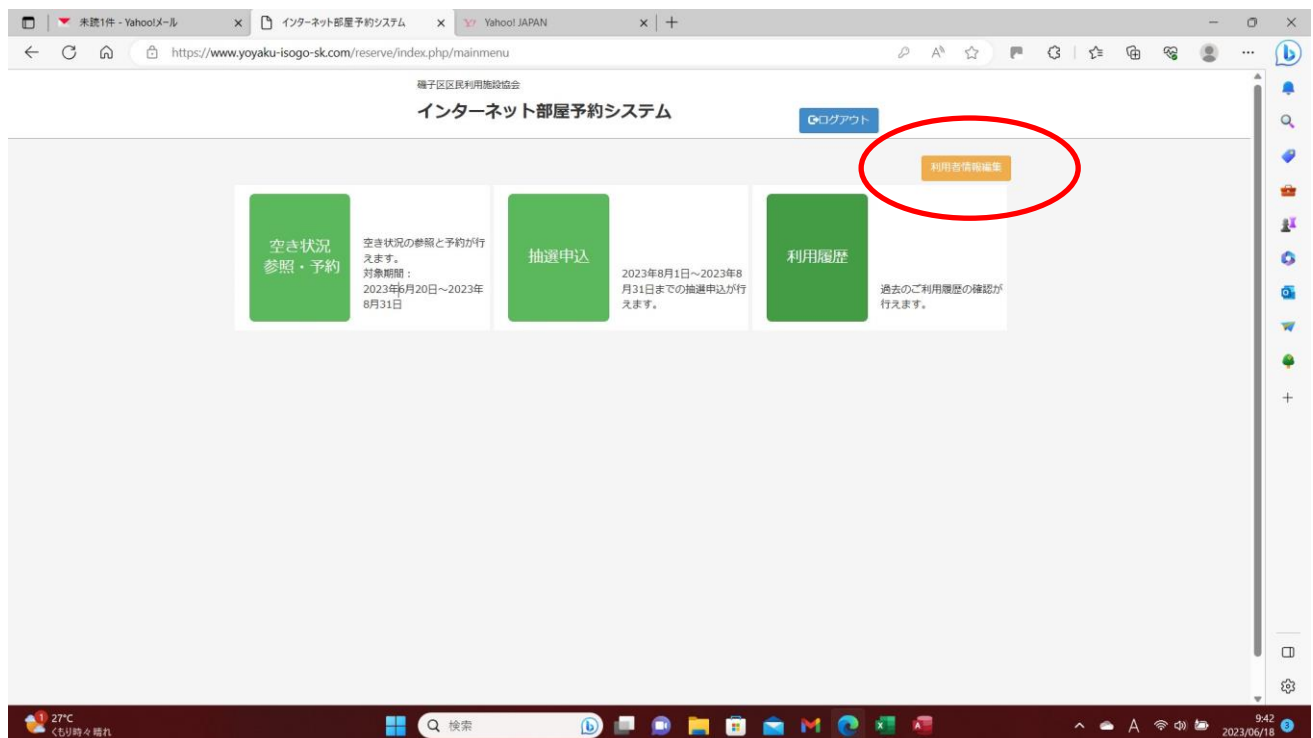 未読1件 - Yahoo!メール
インターネット部屋予約システム
Yahoo! JAPAN
https://www.yoyaku-isogo-sk.com/reserve/index.php/mainmenu
磯子区区民利用施設協会
インターネット部屋予約システム
ログアウト
利用者情報編集
空き状況
参照・予約
空き状況の参照と予約が行
えます。
対象期間：
2023年6月20日～2023年
8月31日
抽選申込
2023年8月1日～2023年8
月31日までの抽選申込が行
えます。
利用履歴
過去のご利用履歴の確認が
行えます。
1
27°C
くもり時々晴れ
検索
A
9:42
2023/06/18
3